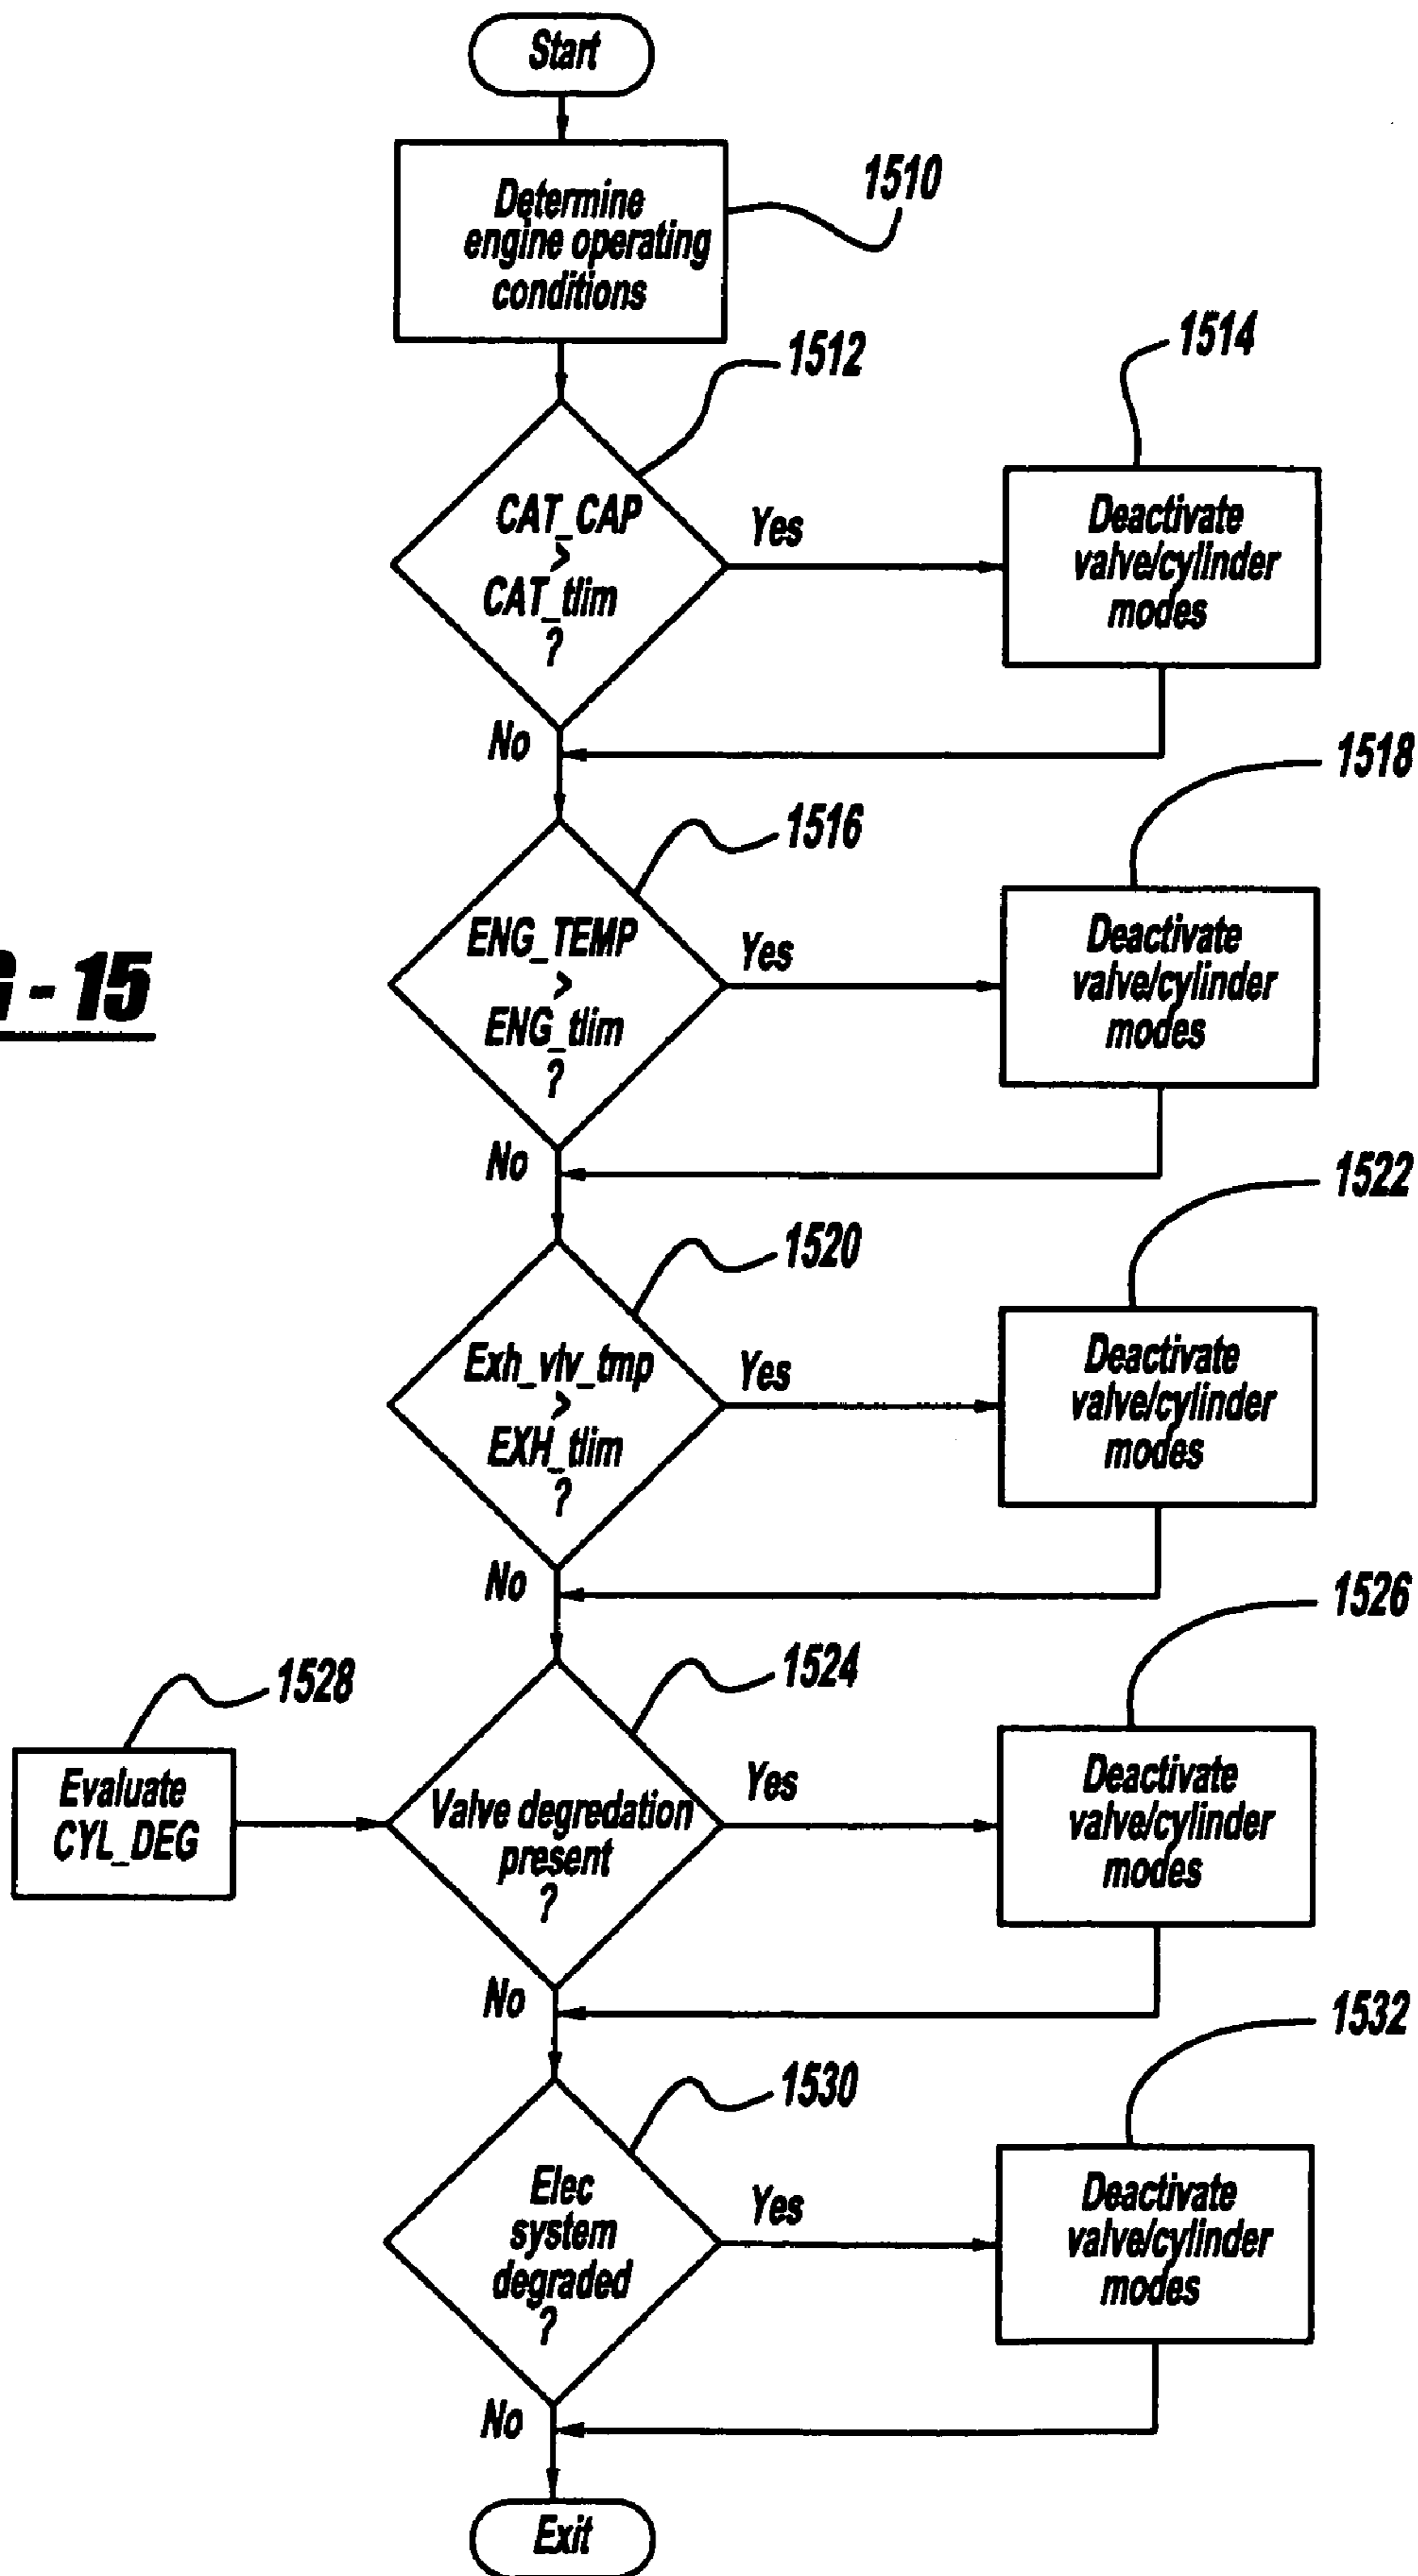 Start
Determine
engine operating
conditions
1510
1512
CAT_CAP
>
CAT_tlim
?
Yes
1514
Deactivate
valve/cylinder
modes
No
1516
ENG_TEMP
>
ENG_tlim
?
Yes
1518
Deactivate
valve/cylinder
modes
No
G - 15
1520
Exh_vlv_tmp
>
EXH_tlim
?
Yes
1522
Deactivate
valve/cylinder
modes
No
1528
Evaluate
CYL_DEG
1524
Valve degredation
present
?
Yes
1526
Deactivate
valve/cylinder
modes
No
1530
Elec
system
degraded
?
Yes
1532
Deactivate
valve/cylinder
modes
No
Exit